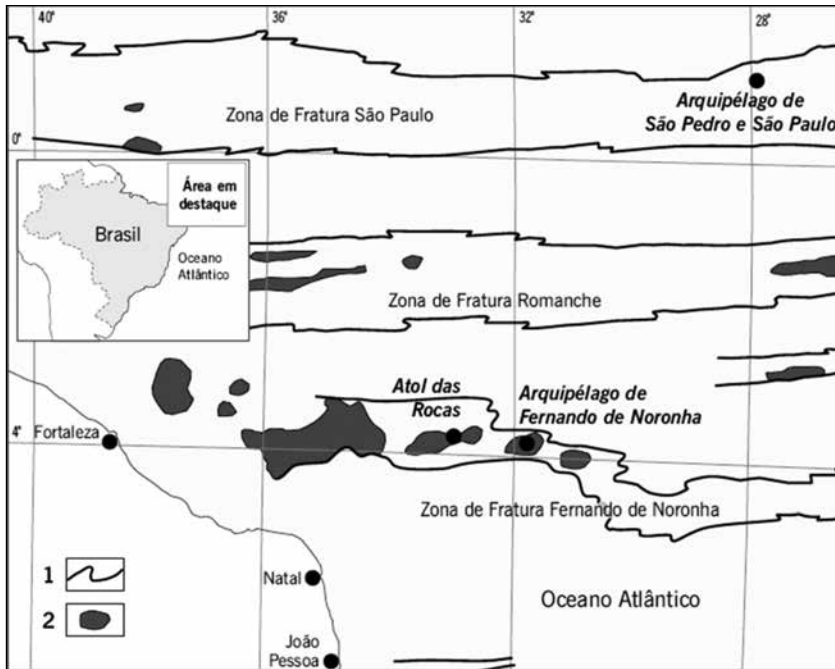 40°
36°
32°
28°
Arquipélago de
São Pedro e São Paulo
Zona de Fratura São Paulo
0°
Área em
destaque
Brasil
Oceano
Atlântico
Zona de Fratura Romanche
Atol das
Rocas
Arquipélago de
Fernando de Noronha
Fortaleza
4°
Zona de Fratura Fernando de Noronha
1
Natal
Oceano Atlântico
2
João
Pessoa